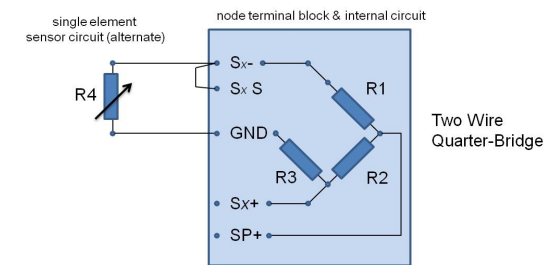 single element
sensor circuit (alternate)
node terminal block & internal circuit
Sx-
Sx S
R1
R4
GND
Two Wire
Quarter-Bridge
R3
R2
Sx+
SP+